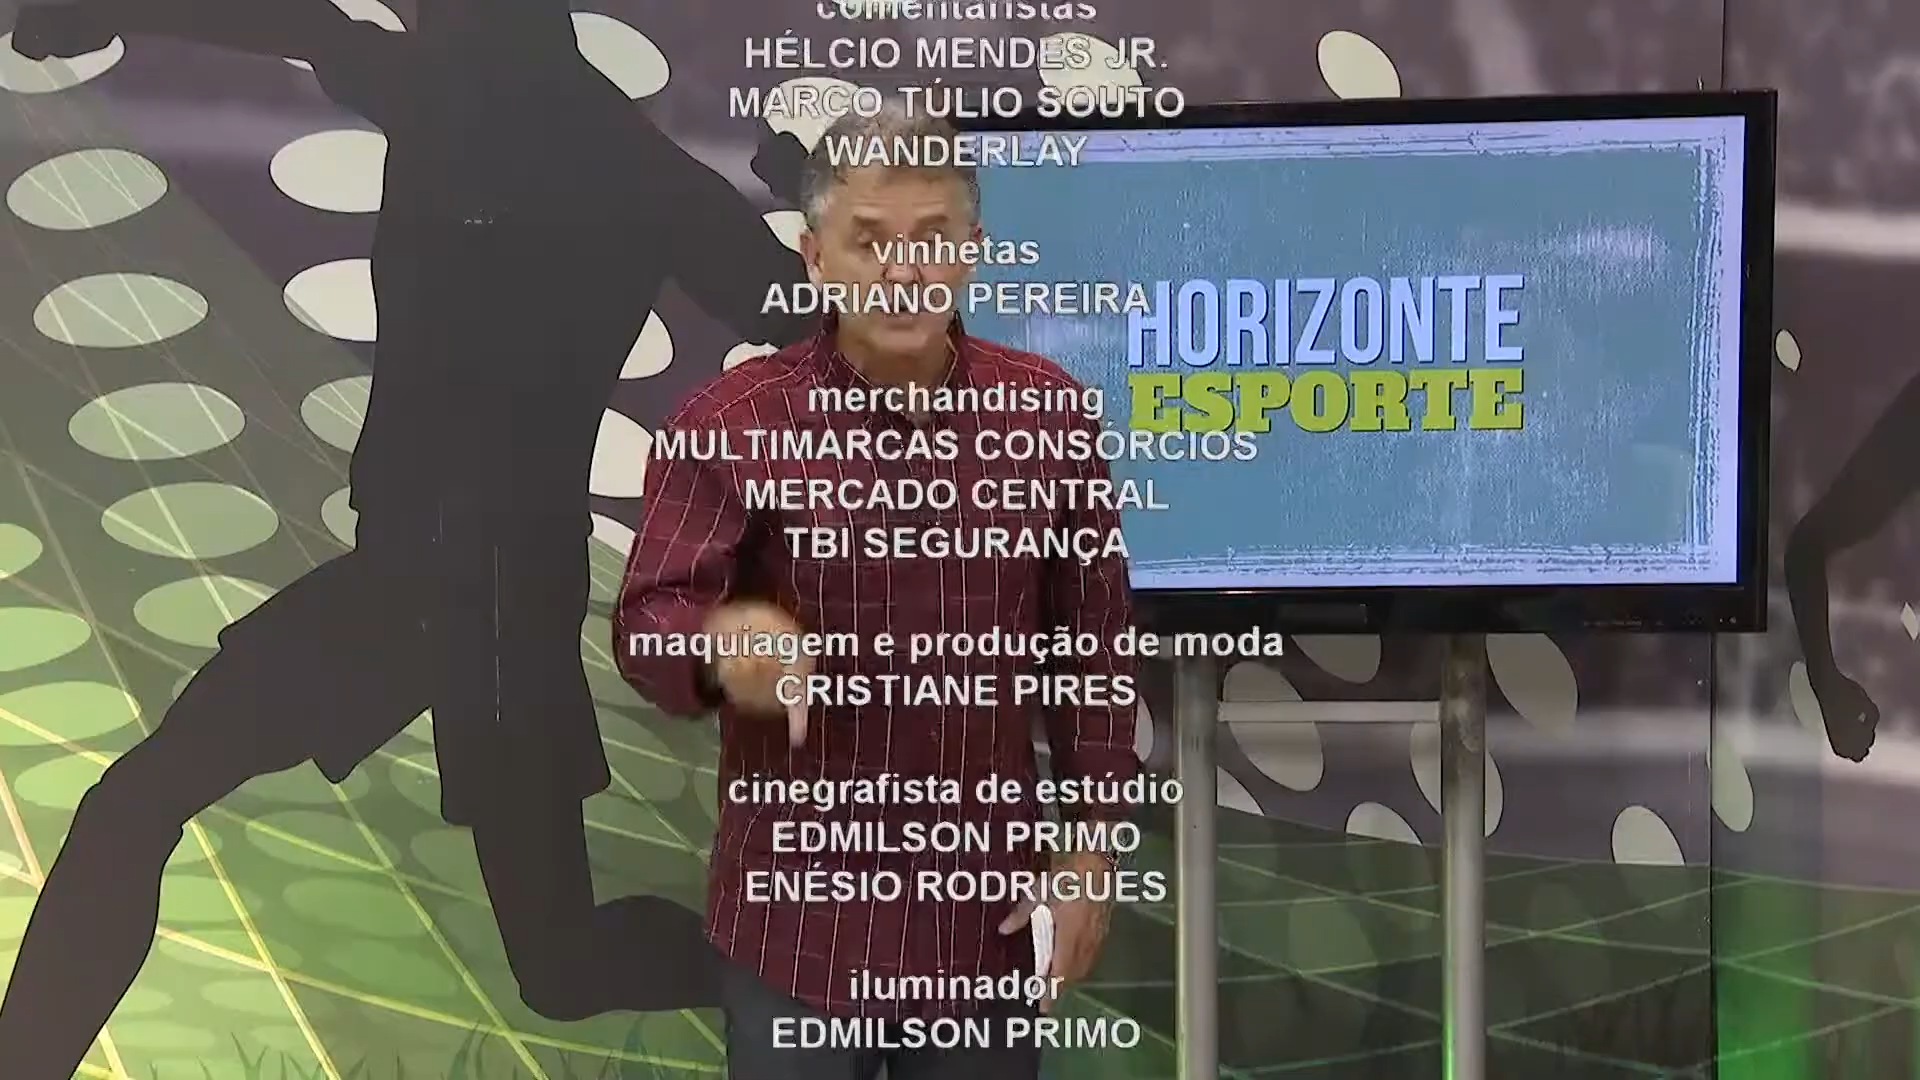 comentaristas
HÉLCIO MENDES JR.
MARCO TÚLIO SOUTO
WANDERLAY
vinhetas
ADRIANO PEREIRA
HORIZONTE
ESPORTE
merchandising
MULTIMARCAS CONSÓRCIOS
MERCADO CENTRAL
TBI SEGURANÇA
maquiagem e produção de moda
CRISTIANE PIRES
cinegrafista de estúdio
EDMILSON PRIMO
ENÉSIO RODRIGUES
iluminador
EDMILSON PRIMO